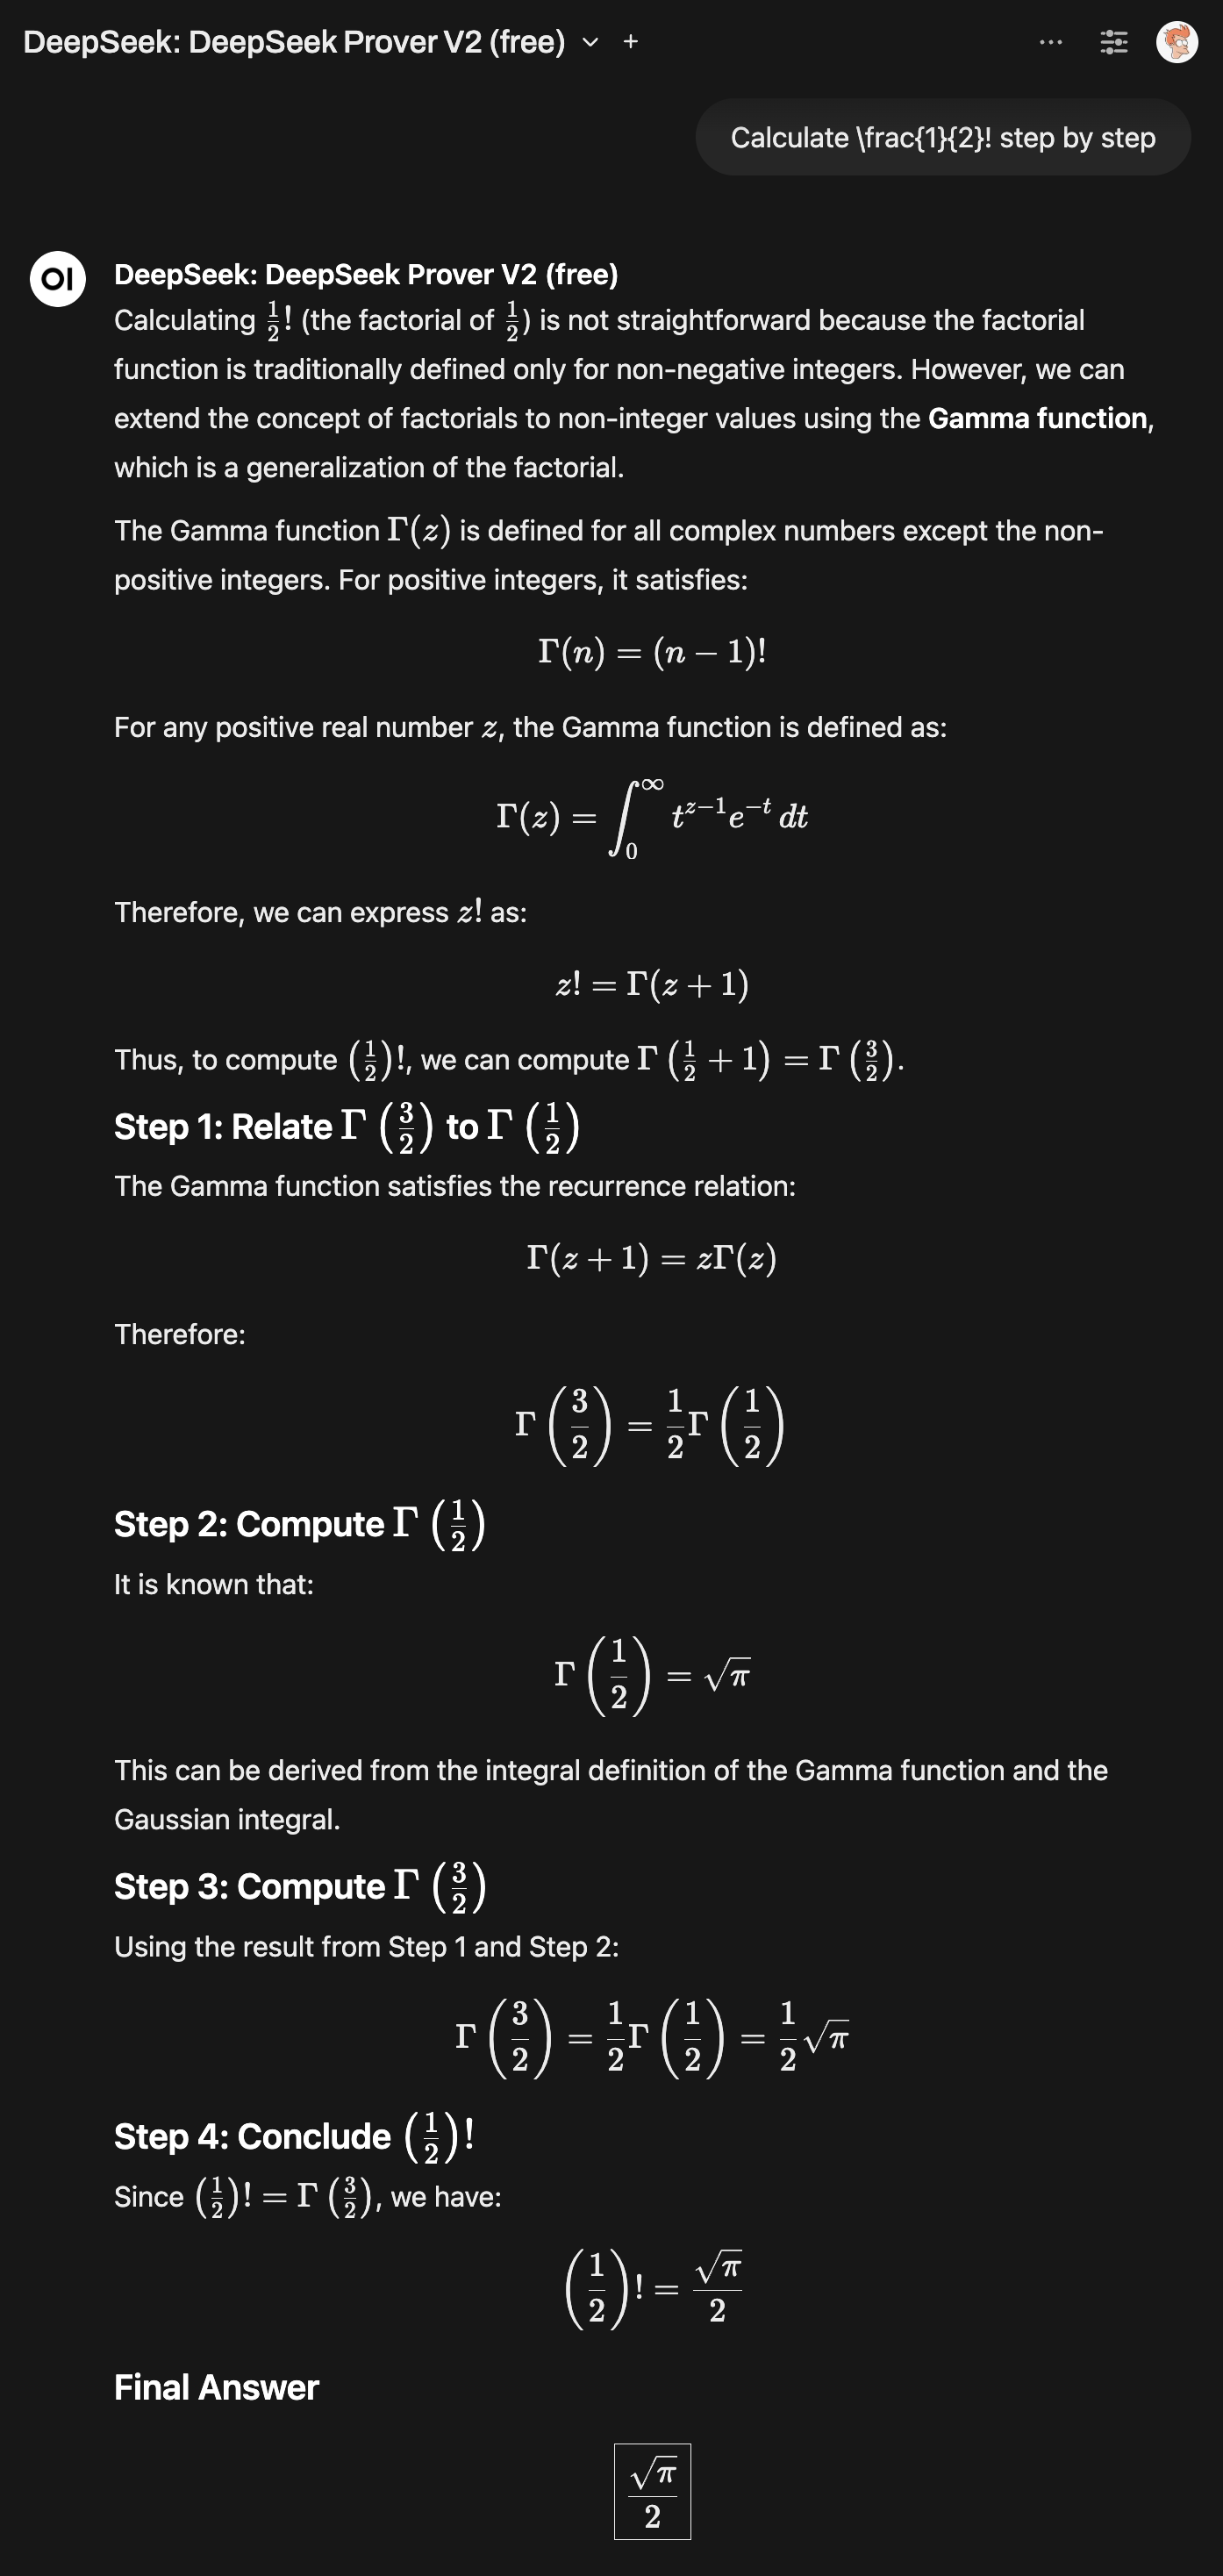 DeepSeek: DeepSeek Prover V2 (free)
Calculate \frac{1}{2}! step by step
OI
DeepSeek: DeepSeek Prover V2 (free)
Calculating $\frac{1}{2}!$ (the factorial of $\frac{1}{2}$) is not straightforward because the factorial
function is traditionally defined only for non-negative integers. However, we can
extend the concept of factorials to non-integer values using the Gamma function,
which is a generalization of the factorial.
The Gamma function $\Gamma(z)$ is defined for all complex numbers except the non-
positive integers. For positive integers, it satisfies:
$\Gamma(n) = (n - 1)!$
For any positive real number $z$, the Gamma function is defined as:
$\Gamma(z) = \int_0^\infty t^{z-1} e^{-t} \, dt$
Therefore, we can express $z!$ as:
$z! = \Gamma(z + 1)$
Thus, to compute $\left(\frac{1}{2}\right)!$, we can compute $\Gamma\left(\frac{1}{2} + 1\right) = \Gamma\left(\frac{3}{2}\right)$.
Step 1: Relate $\Gamma\left(\frac{3}{2}\right)$ to $\Gamma\left(\frac{1}{2}\right)$
The Gamma function satisfies the recurrence relation:
$\Gamma(z + 1) = z\Gamma(z)$
Therefore:
$\Gamma\left(\frac{3}{2}\right) = \frac{1}{2}\Gamma\left(\frac{1}{2}\right)$
Step 2: Compute $\Gamma\left(\frac{1}{2}\right)$
It is known that:
$\Gamma\left(\frac{1}{2}\right) = \sqrt{\pi}$
This can be derived from the integral definition of the Gamma function and the
Gaussian integral.
Step 3: Compute $\Gamma\left(\frac{3}{2}\right)$
Using the result from Step 1 and Step 2:
$\Gamma\left(\frac{3}{2}\right) = \frac{1}{2}\Gamma\left(\frac{1}{2}\right) = \frac{1}{2}\sqrt{\pi}$
Step 4: Conclude $\left(\frac{1}{2}\right)!$
Since $\left(\frac{1}{2}\right)! = \Gamma\left(\frac{3}{2}\right)$, we have:
$\left(\frac{1}{2}\right)! = \frac{\sqrt{\pi}}{2}$
Final Answer
$\boxed{\frac{\sqrt{\pi}}{2}}$